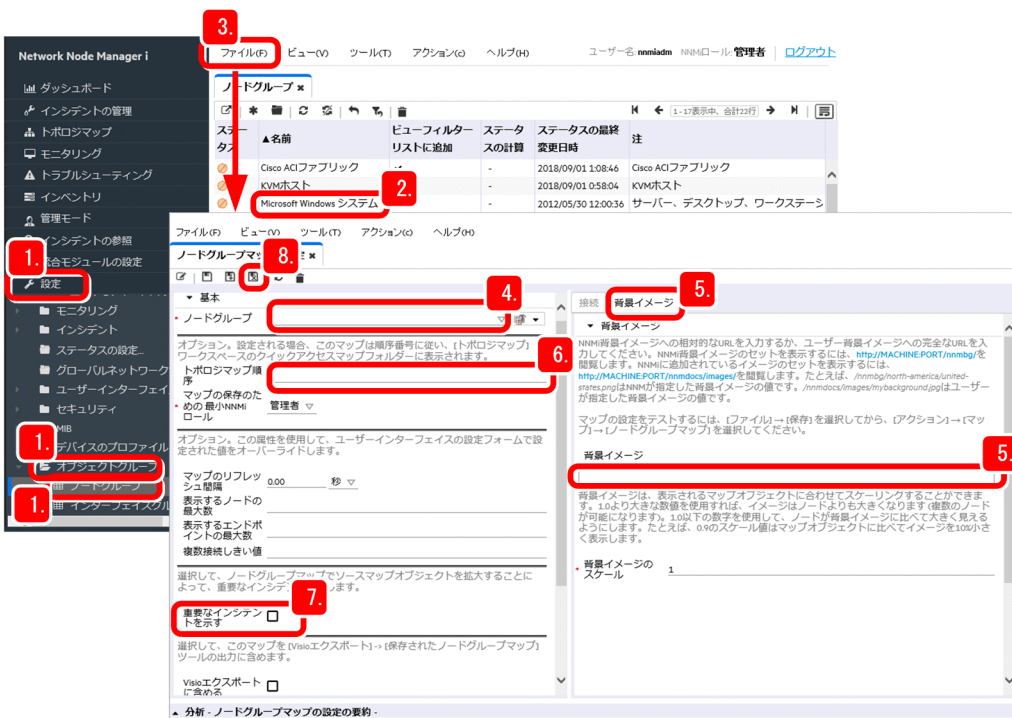 3.
Network Node Manager i
ファイル(F) ビュー(V) ツール(T) アクション(c) ヘルプ(H)
ユーザー名:nnmiadm NNMiロール:管理者 ログアウト
ダッシュボード
インシデントの管理
トポロジマップ
モニタリング
トラブルシューティング
インベントリ
管理モード
インシデントの参照
統合モジュールの設定
1.
設定
モニタリング
インシデント
ステータスの設定...
グローバルネットワーク
ユーザーインターフェイ
セキュリティ
MIB
デバイスのプロファイル
1.
オブジェクトグループ
ノードグループ
1.
インターフェイスグル
ノードグループ ×
1-17表示中、合計22行
ステータス ▲名前 ビューフィルターリストに追加 ステータスの計算 ステータスの最終変更日時 注
Cisco ACIファブリック - 2018/09/01 1:08:46 Cisco ACIファブリック
KVMホスト - 2018/09/01 0:58:04 KVMホスト
2.
Microsoft Windows システム - 2012/05/30 12:00:36 サーバー、デスクトップ、ワークステーシ
ファイル(F) ビュー(V) ツール(T) アクション(c) ヘルプ(H)
ノードグループマッ
8.
▼ 基本
4.
* ノードグループ
オプション。設定される場合、このマップは順序番号に従い、[トポロジマップ]
ワークスペースのクイックアクセスマップフォルダーに表示されます。
6.
トポロジマップ順
序
マップの保存のた
* めの 最小NNMi 管理者
ロール
オプション。この属性を使用して、ユーザーインターフェイスの設定フォームで設
定された値をオーバーライドします。
マップのリフレッ
シュ間隔 0.00 秒
表示するノードの
最大数
表示するエンドポ
イントの最大数
複数接続しきい値
選択して、ノードグループマップでソースマップオブジェクトを拡大することに
よって、重要なインシデ します。
7.
重要なインシデン
トを示す
選択して、このマップを [Visioエクスポート] -> [保存されたノードグループマップ]
ツールの出力に含めます。
Visioエクスポート
に含める
5.
接続 背景イメージ
▼ 背景イメージ
NNMi背景イメージへの相対的なURLを入力するか、ユーザー背景イメージへの完全なURLを入
力してください。NNMi背景イメージのセットを表示するには、http://MACHINE:PORT/nnmbg/を
閲覧します。NNMiに追加されているイメージのセットを表示するには、
http://MACHINE:PORT/nnmdocs/images/を閲覧します。たとえば、/nnmbg/north-america/united-
states.pngはNNMが指定した背景イメージの値です。/nnmdocs/images/mybackground.jpgはユーザー
が指定した背景イメージの値です。
マップの設定をテストするには、[ファイル] → [保存] を選択してから、[アクション] → [マッ
プ] → [ノードグループマップ] を選択してください。
背景イメージ
5.
背景イメージは、表示されるマップオブジェクトに合わせてスケーリングすることができま
す。1.0より大きな数値を使用すれば、イメージはノードよりも大きくなります (複数のノード
が可能になります)。1.0以下の数字を使用して、ノードが背景イメージに比べて大きく見える
ようにします。たとえば、0.9のスケール値はマップオブジェクトに比べてイメージを10%小さ
く表示します。
* 背景イメージの
スケール 1
▲ 分析 - ノードグループマップの設定の要約 -